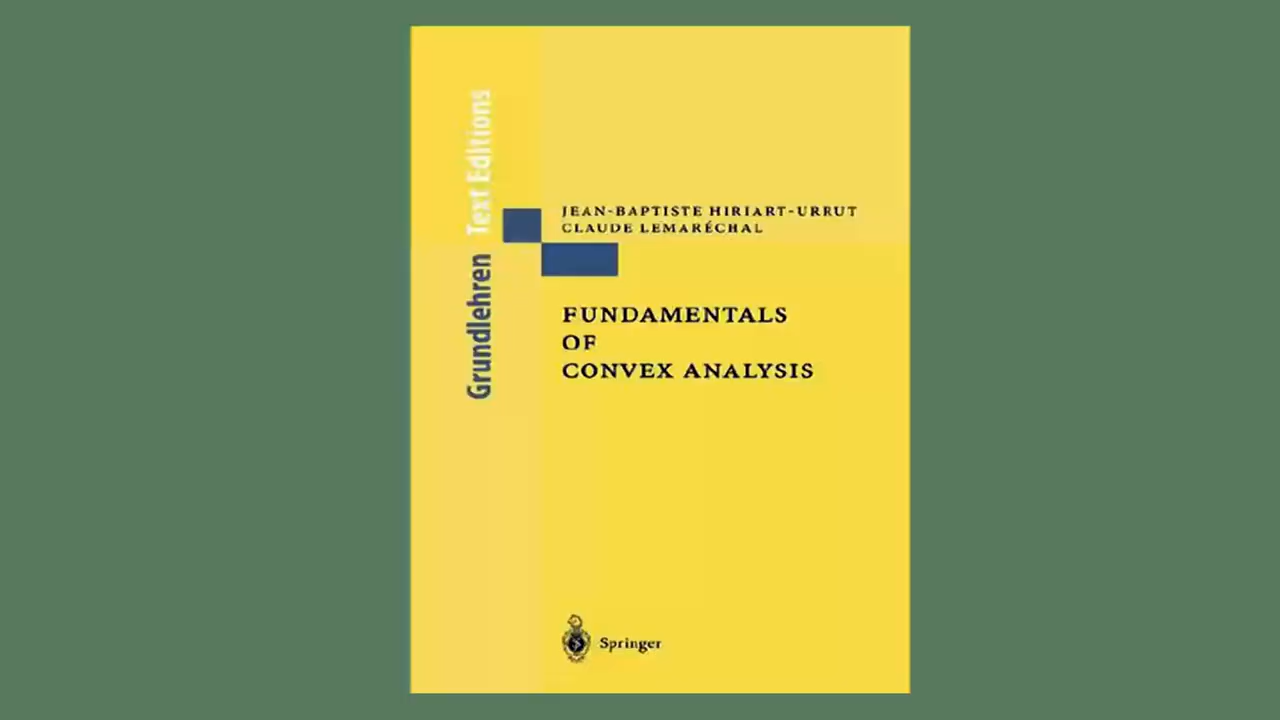 Grundlehren Text Editions
JEAN-BAPTISTE HIRIART-URRUT
CLAUDE LEMARÉCHAL
FUNDAMENTALS
OF
CONVEX ANALYSIS
Springer